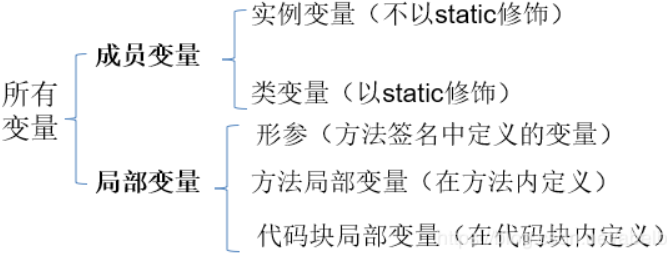 所有
变量
成员变量
实例变量（不以static修饰）
类变量（以static修饰）
局部变量
形参（方法签名中定义的变量）
方法局部变量（在方法内定义）
代码块局部变量（在代码块内定义）